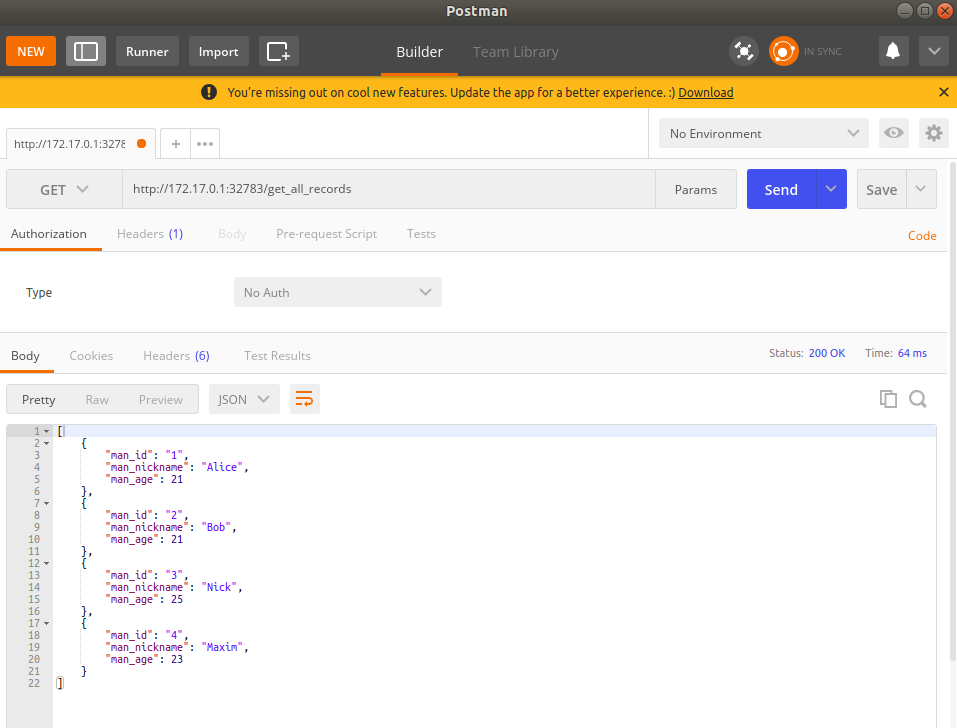 Postman
NEW Runner Import Builder Team Library IN SYNC
You're missing out on cool new features. Update the app for a better experience. :) Download
http://172.17.0.1:3278 + ••• No Environment
GET http://172.17.0.1:32783/get_all_records Params Send Save
Authorization Headers (1) Body Pre-request Script Tests Code
Type No Auth
Body Cookies Headers (6) Test Results Status: 200 OK Time: 64 ms
Pretty Raw Preview JSON
1 [
2 {
3 "man_id": "1",
4 "man_nickname": "Alice",
5 "man_age": 21
6 },
7 {
8 "man_id": "2",
9 "man_nickname": "Bob",
10 "man_age": 21
11 },
12 {
13 "man_id": "3",
14 "man_nickname": "Nick",
15 "man_age": 25
16 },
17 {
18 "man_id": "4",
19 "man_nickname": "Maxim",
20 "man_age": 23
21 }
22 ]